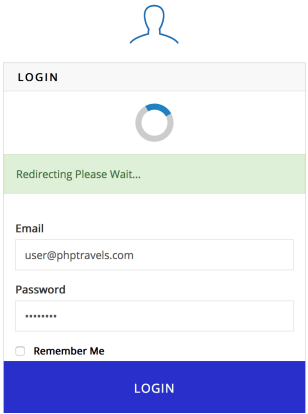 LOGIN
Redirecting Please Wait...
Email
user@phptravels.com
Password
••••••••
Remember Me
LOGIN